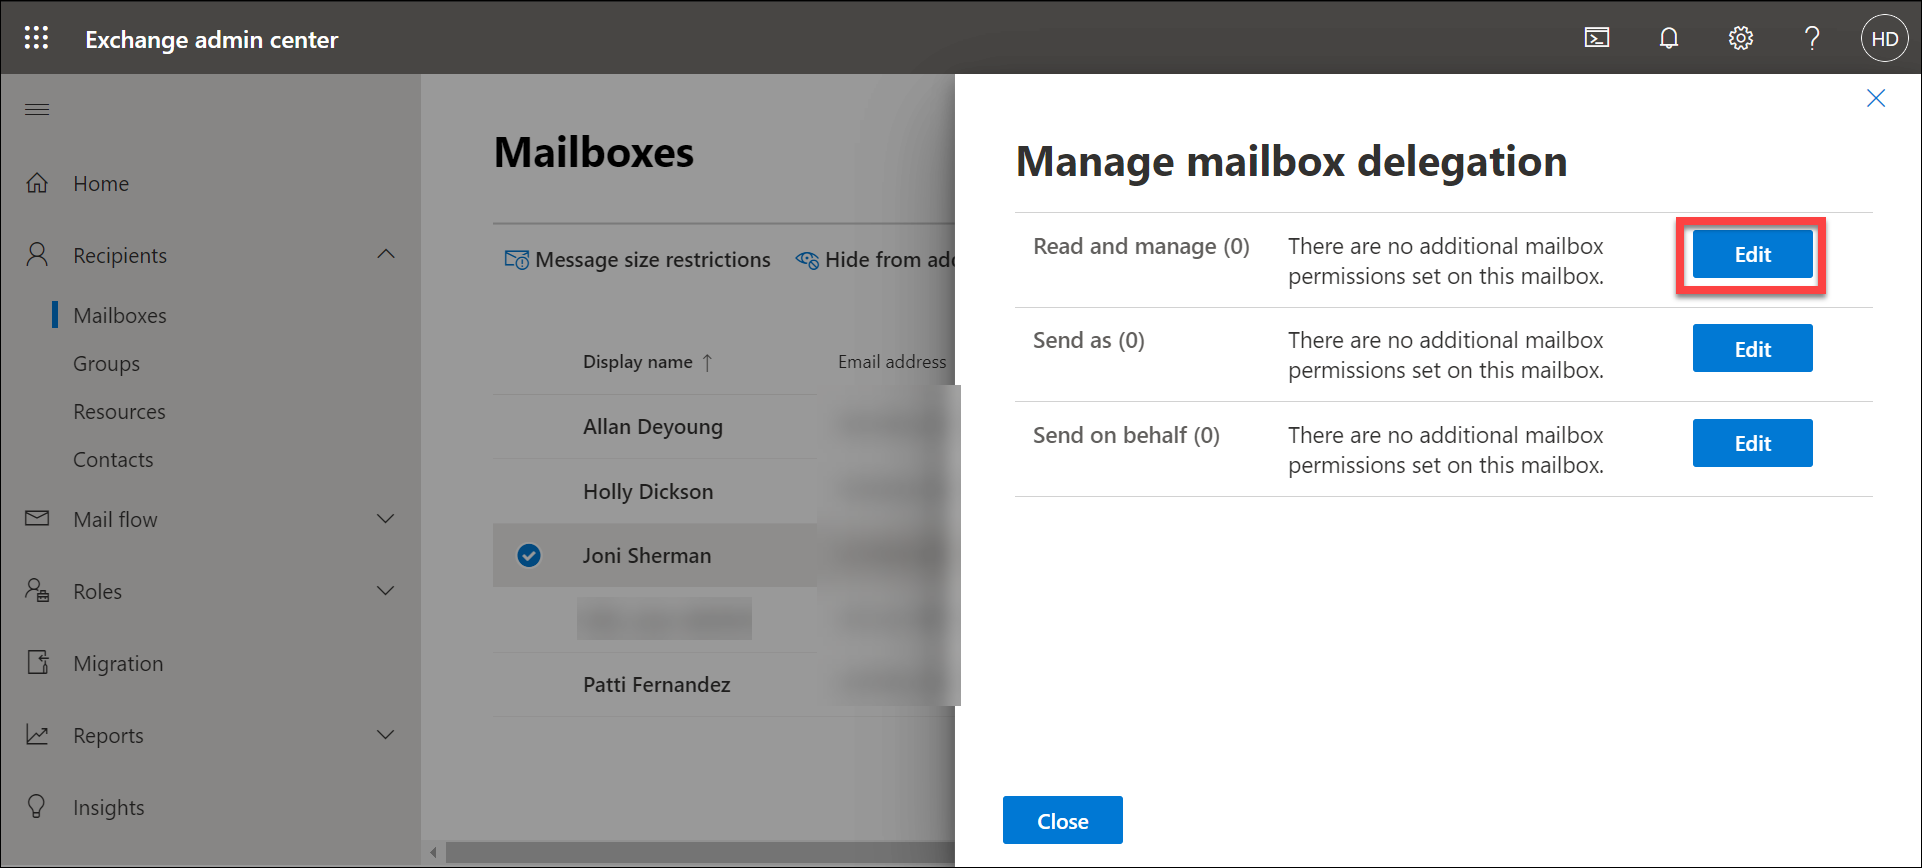 Exchange admin center
HD
Home
Recipients
Mailboxes
Groups
Resources
Contacts
Mail flow
Roles
Migration
Reports
Insights
Mailboxes
Message size restrictions
Hide from
Display name ↑
Email address
Allan Deyoung
Holly Dickson
Joni Sherman
Patti Fernandez
Manage mailbox delegation
Read and manage (0)
There are no additional mailbox
permissions set on this mailbox.
Edit
Send as (0)
There are no additional mailbox
permissions set on this mailbox.
Edit
Send on behalf (0)
There are no additional mailbox
permissions set on this mailbox.
Edit
Close